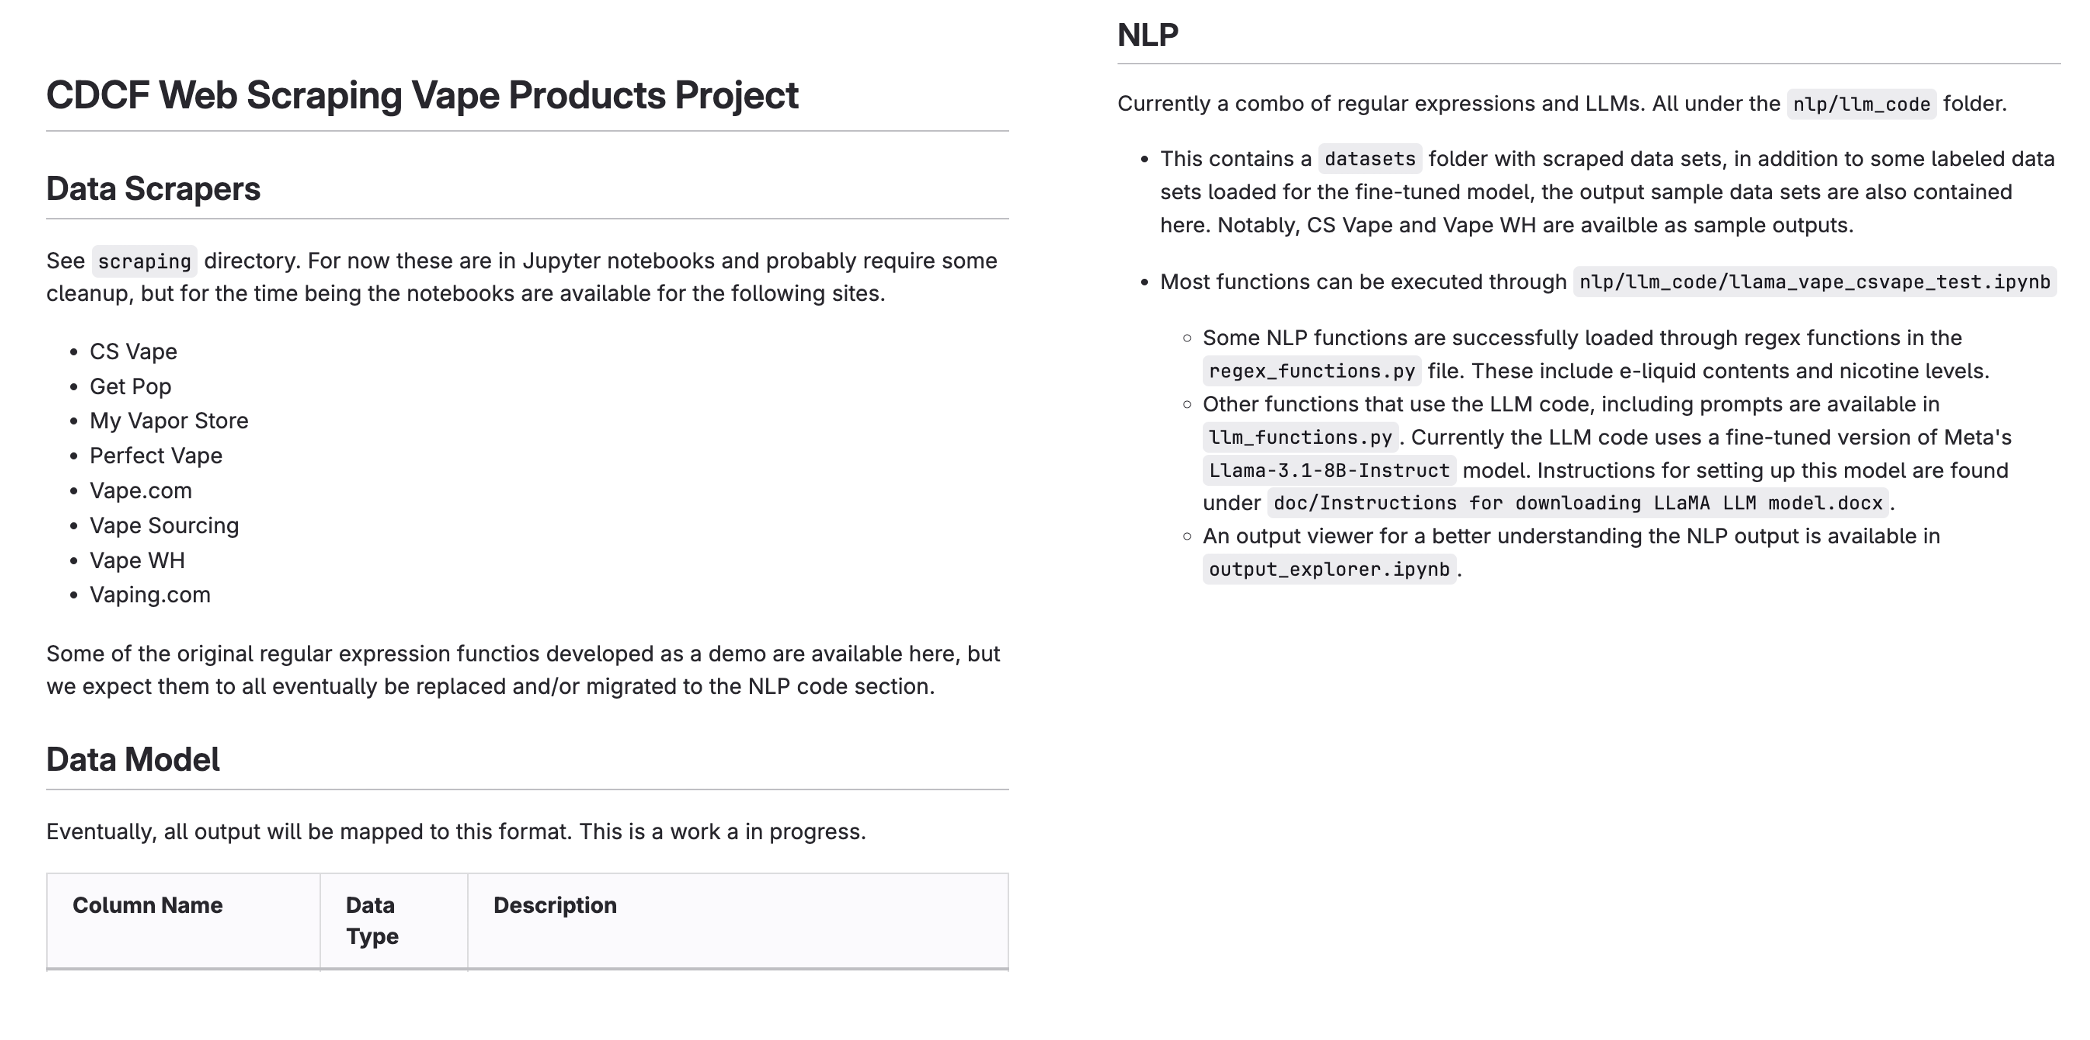 CDCF Web Scraping Vape Products Project
Data Scrapers
See scraping directory. For now these are in Jupyter notebooks and probably require some
cleanup, but for the time being the notebooks are available for the following sites.
• CS Vape
• Get Pop
• My Vapor Store
• Perfect Vape
• Vape.com
• Vape Sourcing
• Vape WH
• Vaping.com
Some of the original regular expression functios developed as a demo are available here, but
we expect them to all eventually be replaced and/or migrated to the NLP code section.
Data Model
Eventually, all output will be mapped to this format. This is a work a in progress.
Column Name
Data
Type
Description
NLP
Currently a combo of regular expressions and LLMs. All under the nlp/llm_code folder.
• This contains a datasets folder with scraped data sets, in addition to some labeled data
sets loaded for the fine-tuned model, the output sample data sets are also contained
here. Notably, CS Vape and Vape WH are availble as sample outputs.
• Most functions can be executed through nlp/llm_code/llama_vape_csvape_test.ipynb
◦ Some NLP functions are successfully loaded through regex functions in the
regex_functions.py file. These include e-liquid contents and nicotine levels.
◦ Other functions that use the LLM code, including prompts are available in
llm_functions.py. Currently the LLM code uses a fine-tuned version of Meta's
Llama-3.1-8B-Instruct model. Instructions for setting up this model are found
under doc/Instructions for downloading LLaMA LLM model.docx.
◦ An output viewer for a better understanding the NLP output is available in
output_explorer.ipynb.